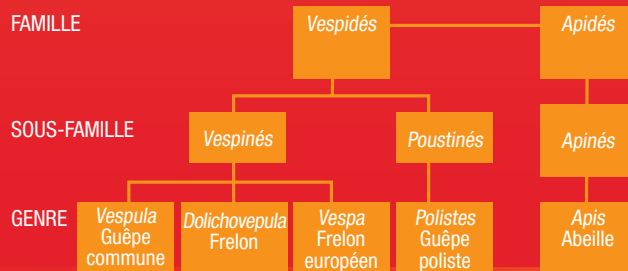 FAMILLE
Vespidés
Apidés
SOUS-FAMILLE
Vespinés
Poustinés
Apinés
GENRE
Vespula
Guêpe
commune
Dolichovepula
Frelon
Vespa
Frelon
européen
Polistes
Guêpe
poliste
Apis
Abeille